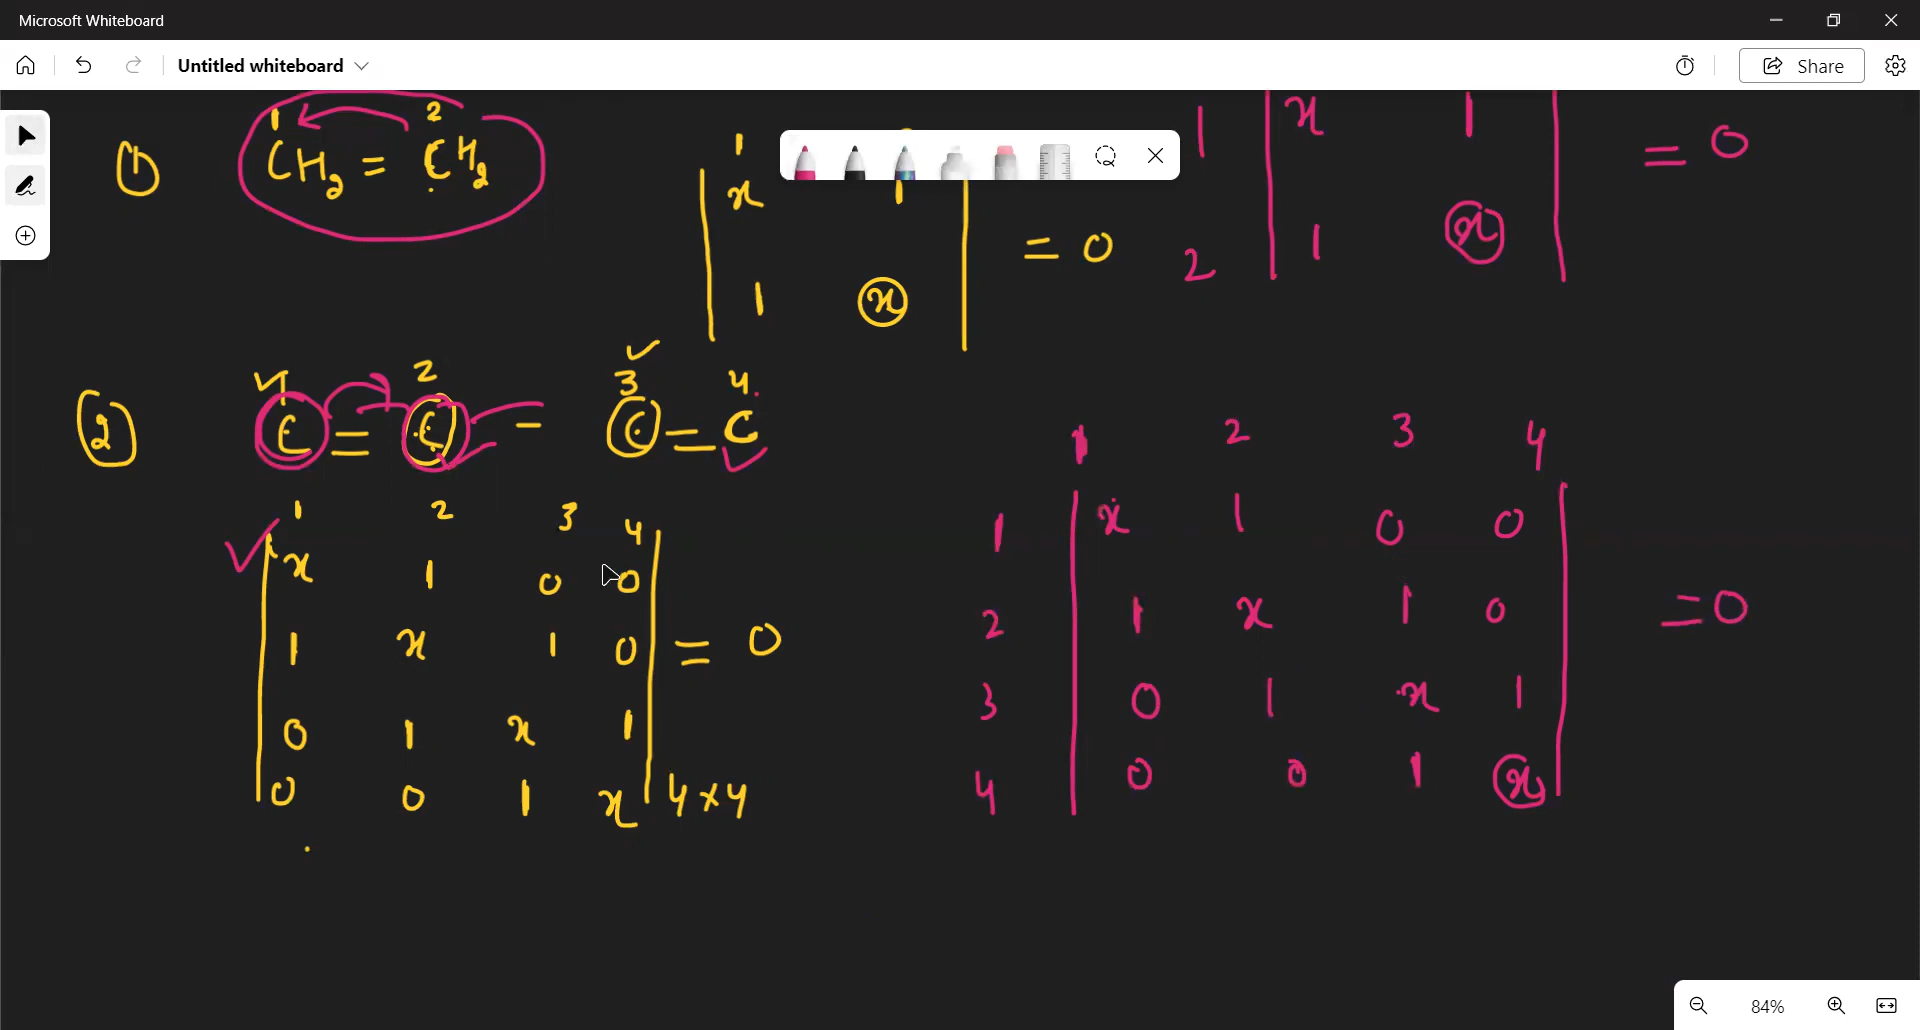 Microsoft Whiteboard
Untitled whiteboard
Share
1 2
① CH2 = CH2
1
x 1
1 x
= 0
1 x 1
2 1 x
= 0
1 2 3 4
② C = C - C = C
1 2 3 4
x 1 0 0
1 x 1 0
0 1 x 1
0 0 1 x
= 0
4 × 4
1 2 3 4
1 x 1 0 0
2 1 x 1 0
3 0 1 x 1
4 0 0 1 x
= 0
84%